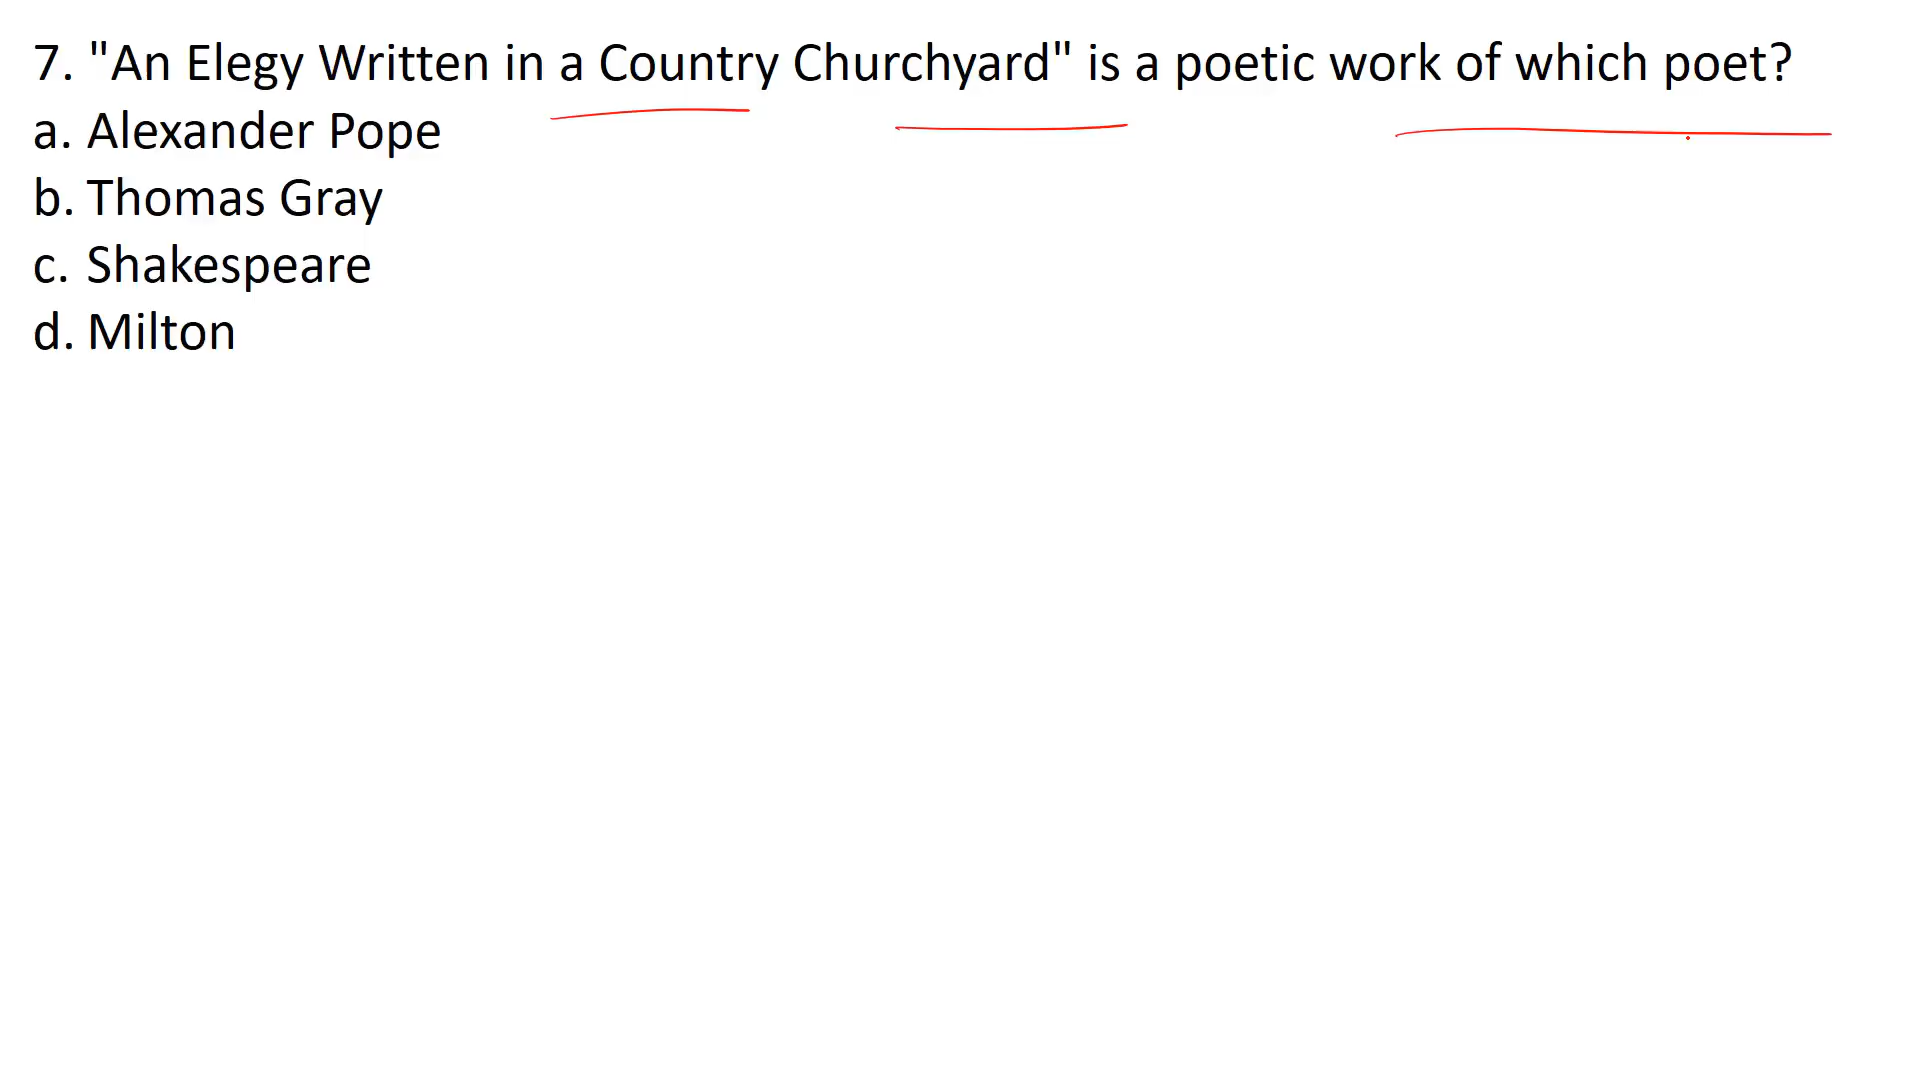 7. "An Elegy Written in a Country Churchyard" is a poetic work of which poet?
a. Alexander Pope
b. Thomas Gray
c. Shakespeare
d. Milton